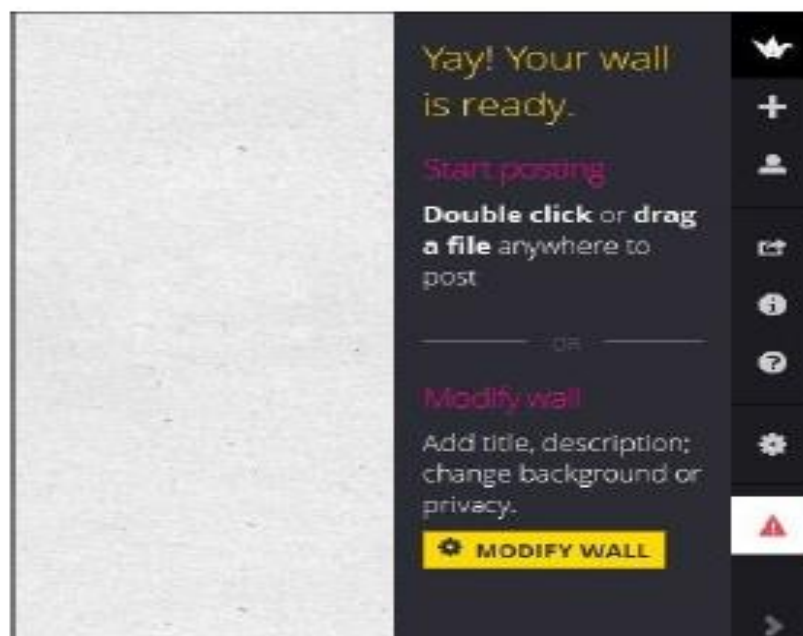 Yay! Your wall
is ready.
Start posting
Double click or drag
a file anywhere to
post
OR
Modify wall
Add title, description;
change background or
privacy.
MODIFY WALL